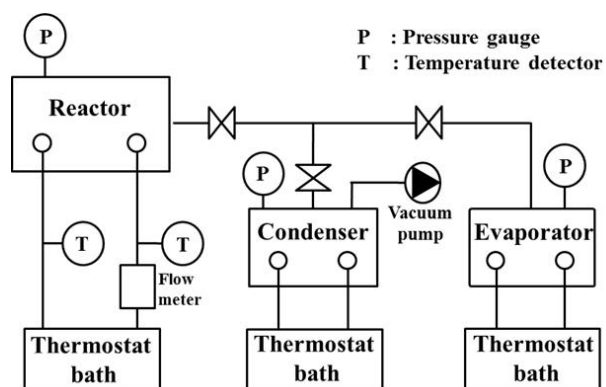 P
P : Pressure gauge
T : Temperature detector
Reactor
P
P
Vacuum
pump
Condenser
Evaporator
T
T
Flow
meter
Thermostat
bath
Thermostat
bath
Thermostat
bath